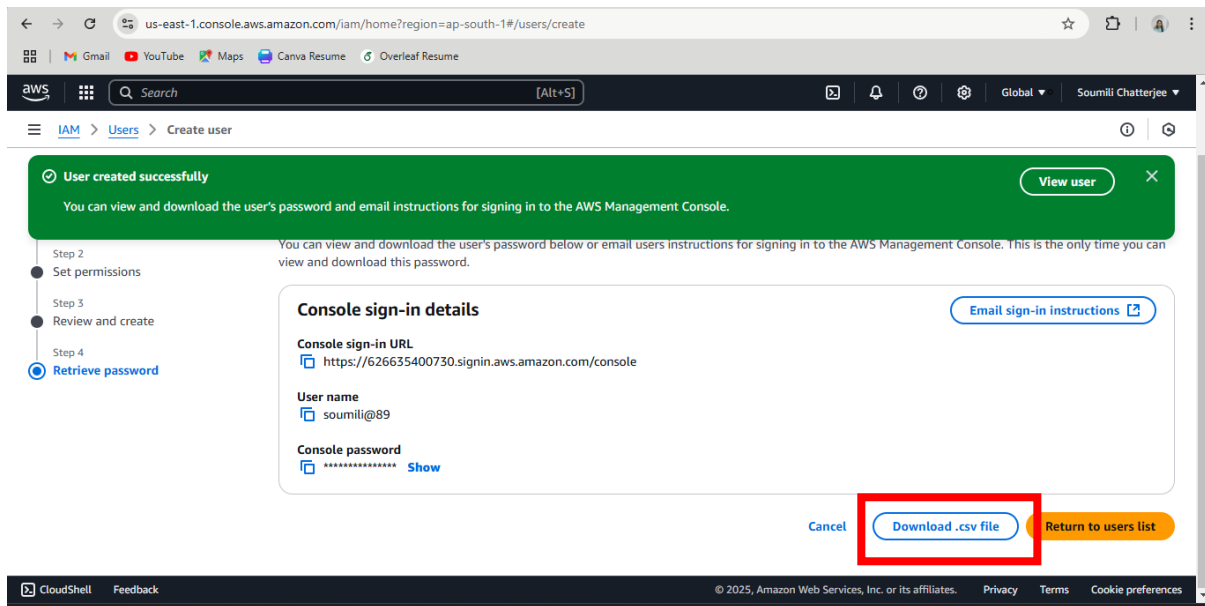 us-east-1.console.aws.amazon.com/iam/home?region=ap-south-1#/users/create
Gmail YouTube Maps Canva Resume Overleaf Resume
aws Search [Alt+S] Global Soumili Chatterjee
IAM > Users > Create user
User created successfully
View user
You can view and download the user's password and email instructions for signing in to the AWS Management Console.
You can view and download the user's password below or email users instructions for signing in to the AWS Management Console. This is the only time you can
view and download this password.
Step 2
Set permissions
Step 3
Review and create
Step 4
Retrieve password
Console sign-in details
Email sign-in instructions
Console sign-in URL
https://626635400730.signin.aws.amazon.com/console
User name
soumili@89
Console password
*************** Show
Cancel Download .csv file Return to users list
CloudShell Feedback © 2025, Amazon Web Services, Inc. or its affiliates. Privacy Terms Cookie preferences